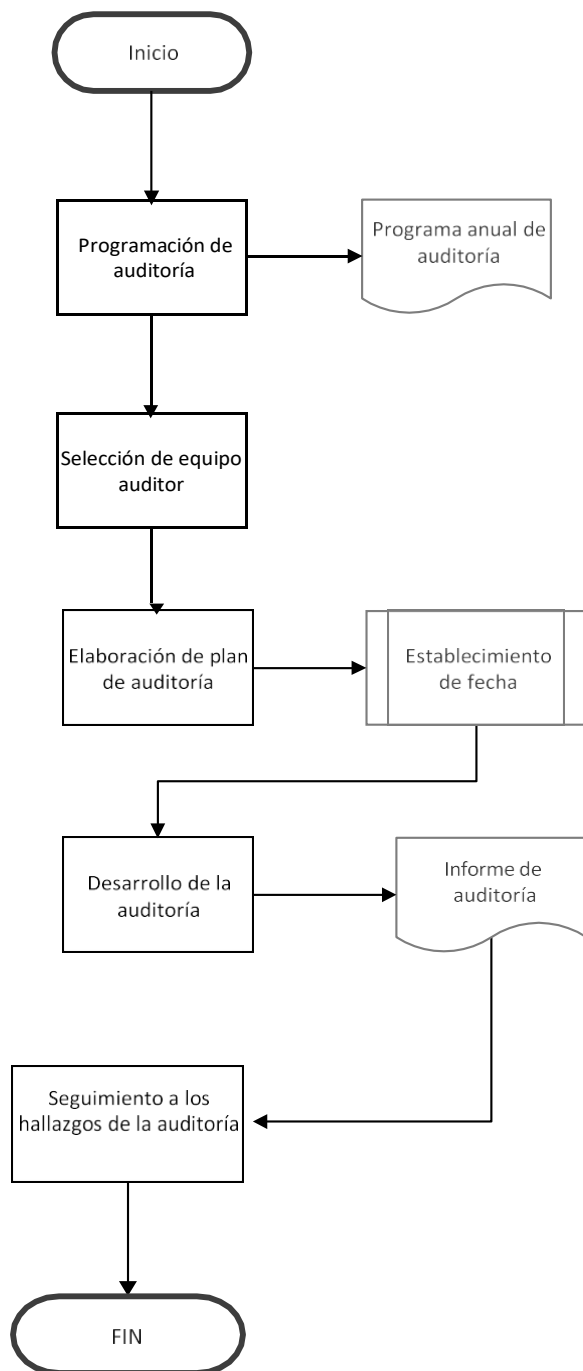 Inicio
Programación de
auditoría
Programa anual de
auditoría
Selección de equipo
auditor
Elaboración de plan
de auditoría
Establecimiento
de fecha
Desarrollo de la
auditoría
Informe de
auditoría
Seguimiento a los
hallazgos de la auditoría
FIN